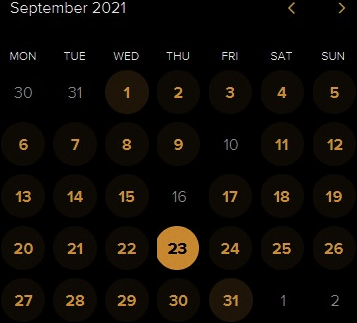 September 2021
MON TUE WED THU FRI SAT SUN
30 31 1 2 3 4 5
6 7 8 9 10 11 12
13 14 15 16 17 18 19
20 21 22 23 24 25 26
27 28 29 30 31 1 2